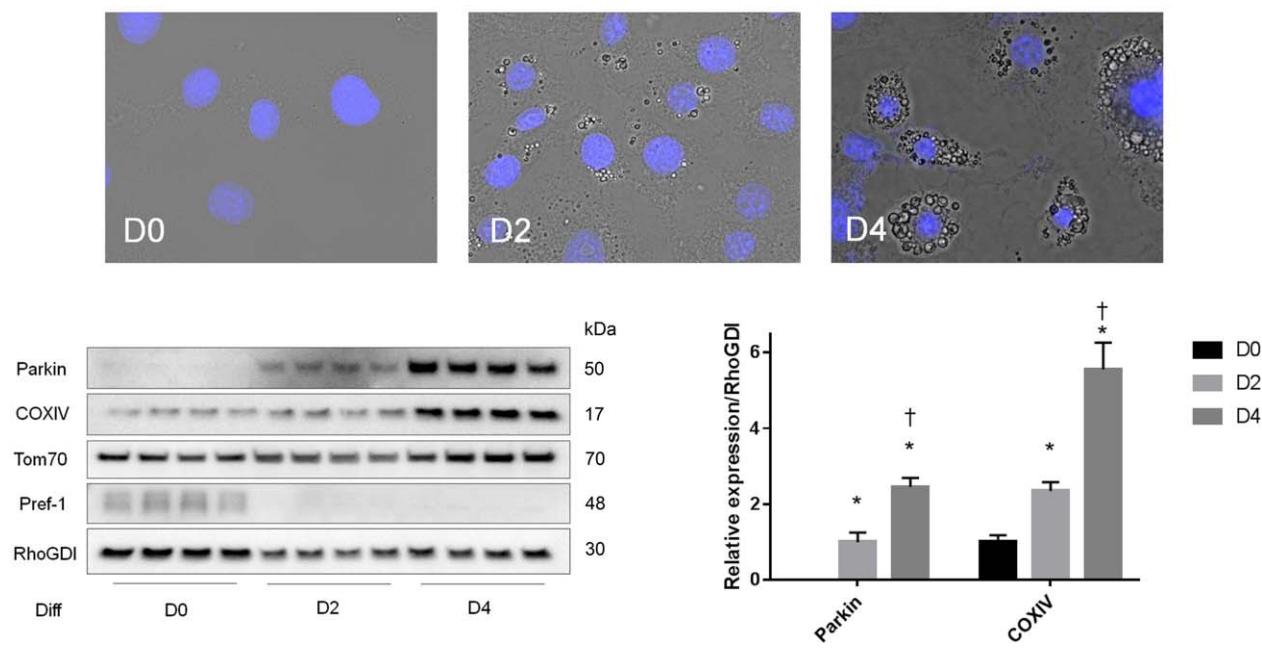 D0
D2
D4
kDa
Parkin 50
COXIV 17
Tom70 70
Pref-1 48
RhoGDI 30
Diff D0 D2 D4
Relative expression/RhoGDI
6
4
2
0
*
†
*
*
†
*
Parkin
COXIV
D0
D2
D4